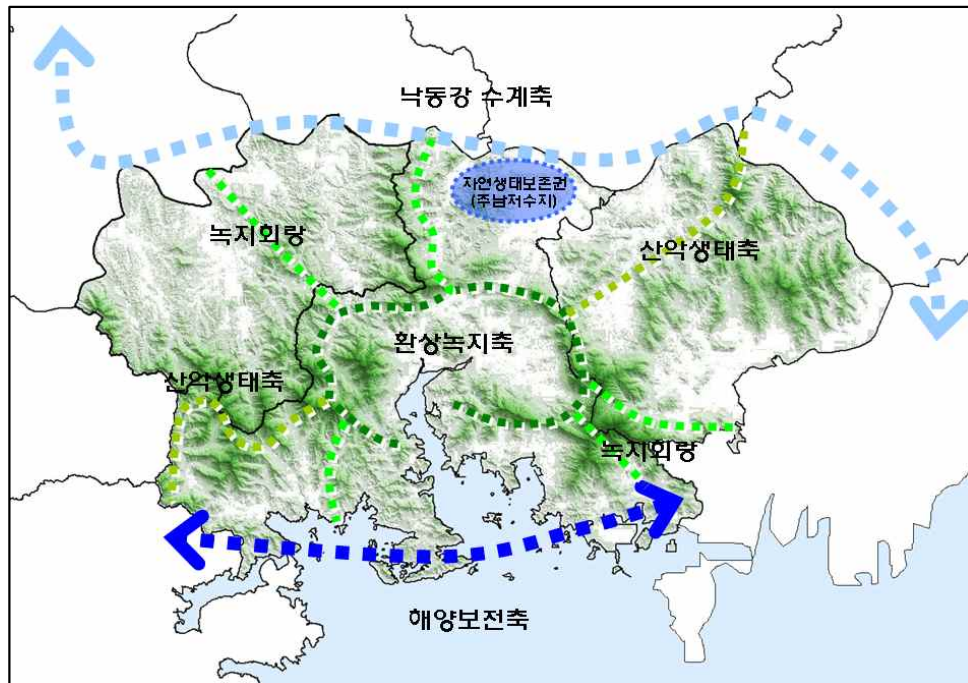 낙동강 수계축
자연생태보존권
(주남저수지)
녹지회랑
산악생태축
환상녹지축
산악생태축
녹지회랑
해양보전축